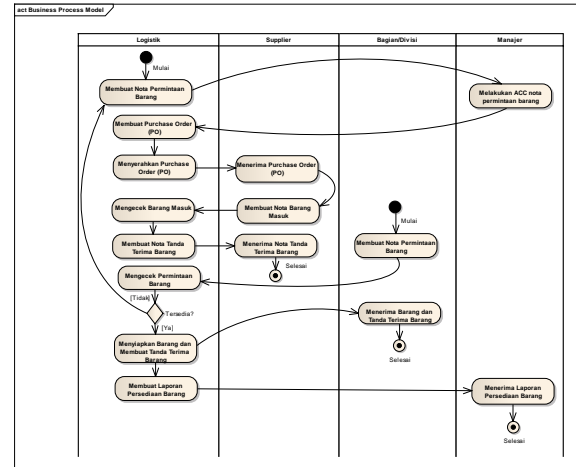 act Business Process Model
Logistik
Supplier
Bagian/Divisi
Manajer
Mulai
Membuat Nota Permintaan
Barang
Melakukan ACC nota
permintaan barang
Membuat Purchase Order
(PO)
Menyerahkan Purchase
Order (PO)
Menerima Purchase Order
(PO)
Mengecek Barang Masuk
Membuat Nota Barang
Masuk
Mulai
Membuat Nota Tanda
Terima Barang
Menerima Nota Tanda
Terima Barang
Membuat Nota Permintaan
Barang
Selesai
Mengecek Permintaan
Barang
[Tidak]
Tersedia?
[Ya]
Menerima Barang dan
Tanda Terima Barang
Menyiapkan Barang dan
Membuat Tanda Terima
Barang
Selesai
Membuat Laporan
Persediaan Barang
Menerima Laporan
Persediaan Barang
Selesai